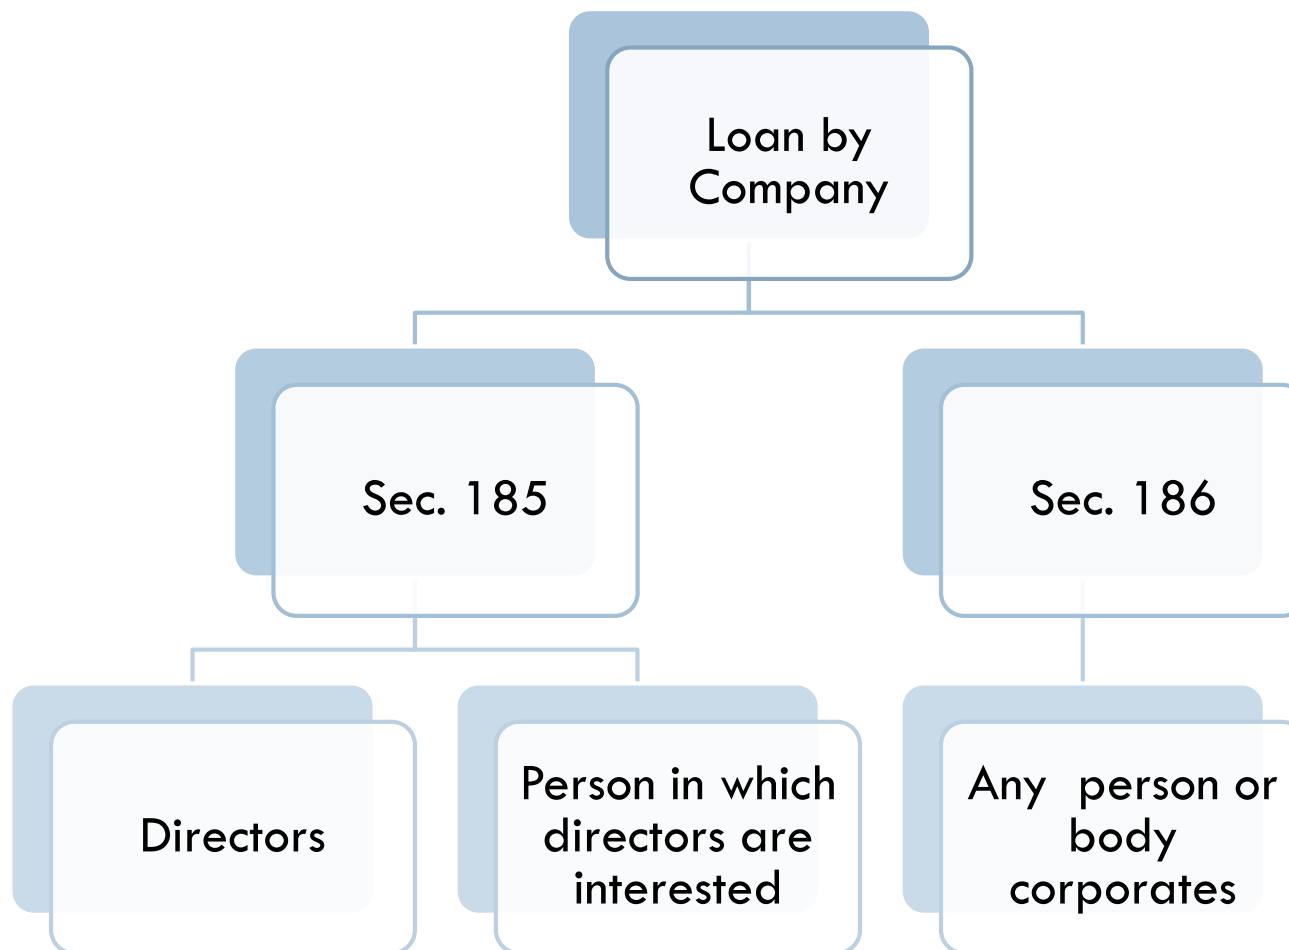 Loan by
Company
Sec. 185
Sec. 186
Directors
Person in which
directors are
interested
Any  person or
body
corporates